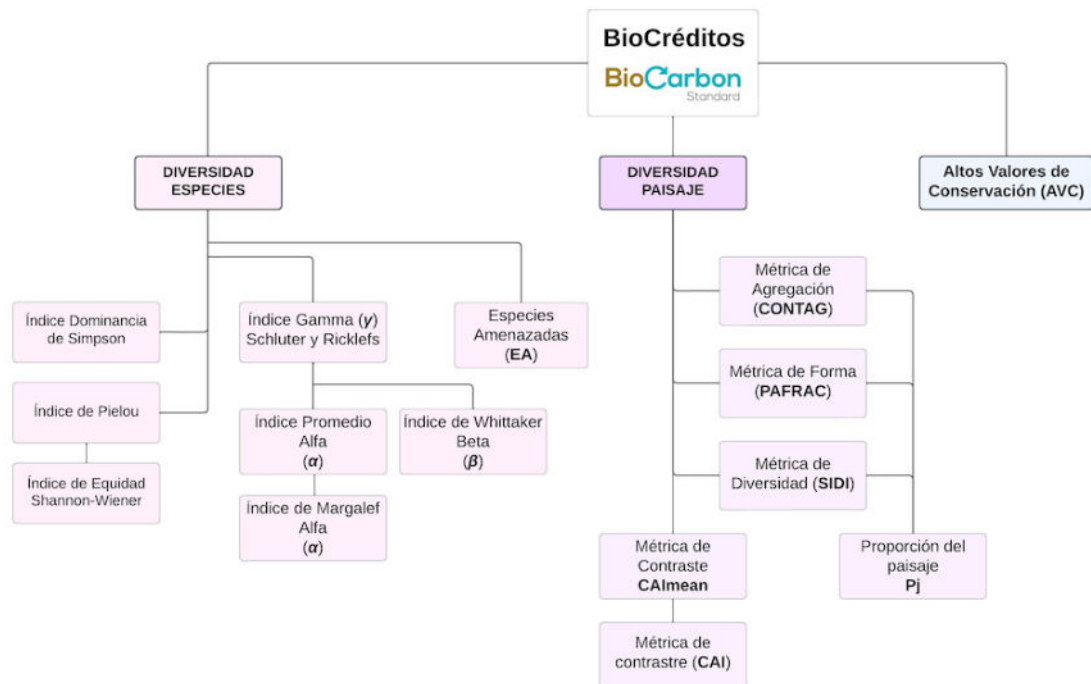 BioCréditos
BioCarbon
Standard
DIVERSIDAD
ESPECIES
DIVERSIDAD
PAISAJE
Altos Valores de
Conservación (AVC)
Índice Dominancia
de Simpson
Índice Gamma (γ)
Schluter y Ricklefs
Especies
Amenazadas
(EA)
Índice de Pielou
Índice Promedio
Alfa
(α)
Índice de Whittaker
Beta
(β)
Índice de Equidad
Shannon-Wiener
Índice de Margalef
Alfa
(α)
Métrica de
Agregación
(CONTAG)
Métrica de Forma
(PAFRAC)
Métrica de
Diversidad (SIDI)
Métrica de
Contraste
CAImean
Proporción del
paisaje
Pj
Métrica de
contrastre (CAI)